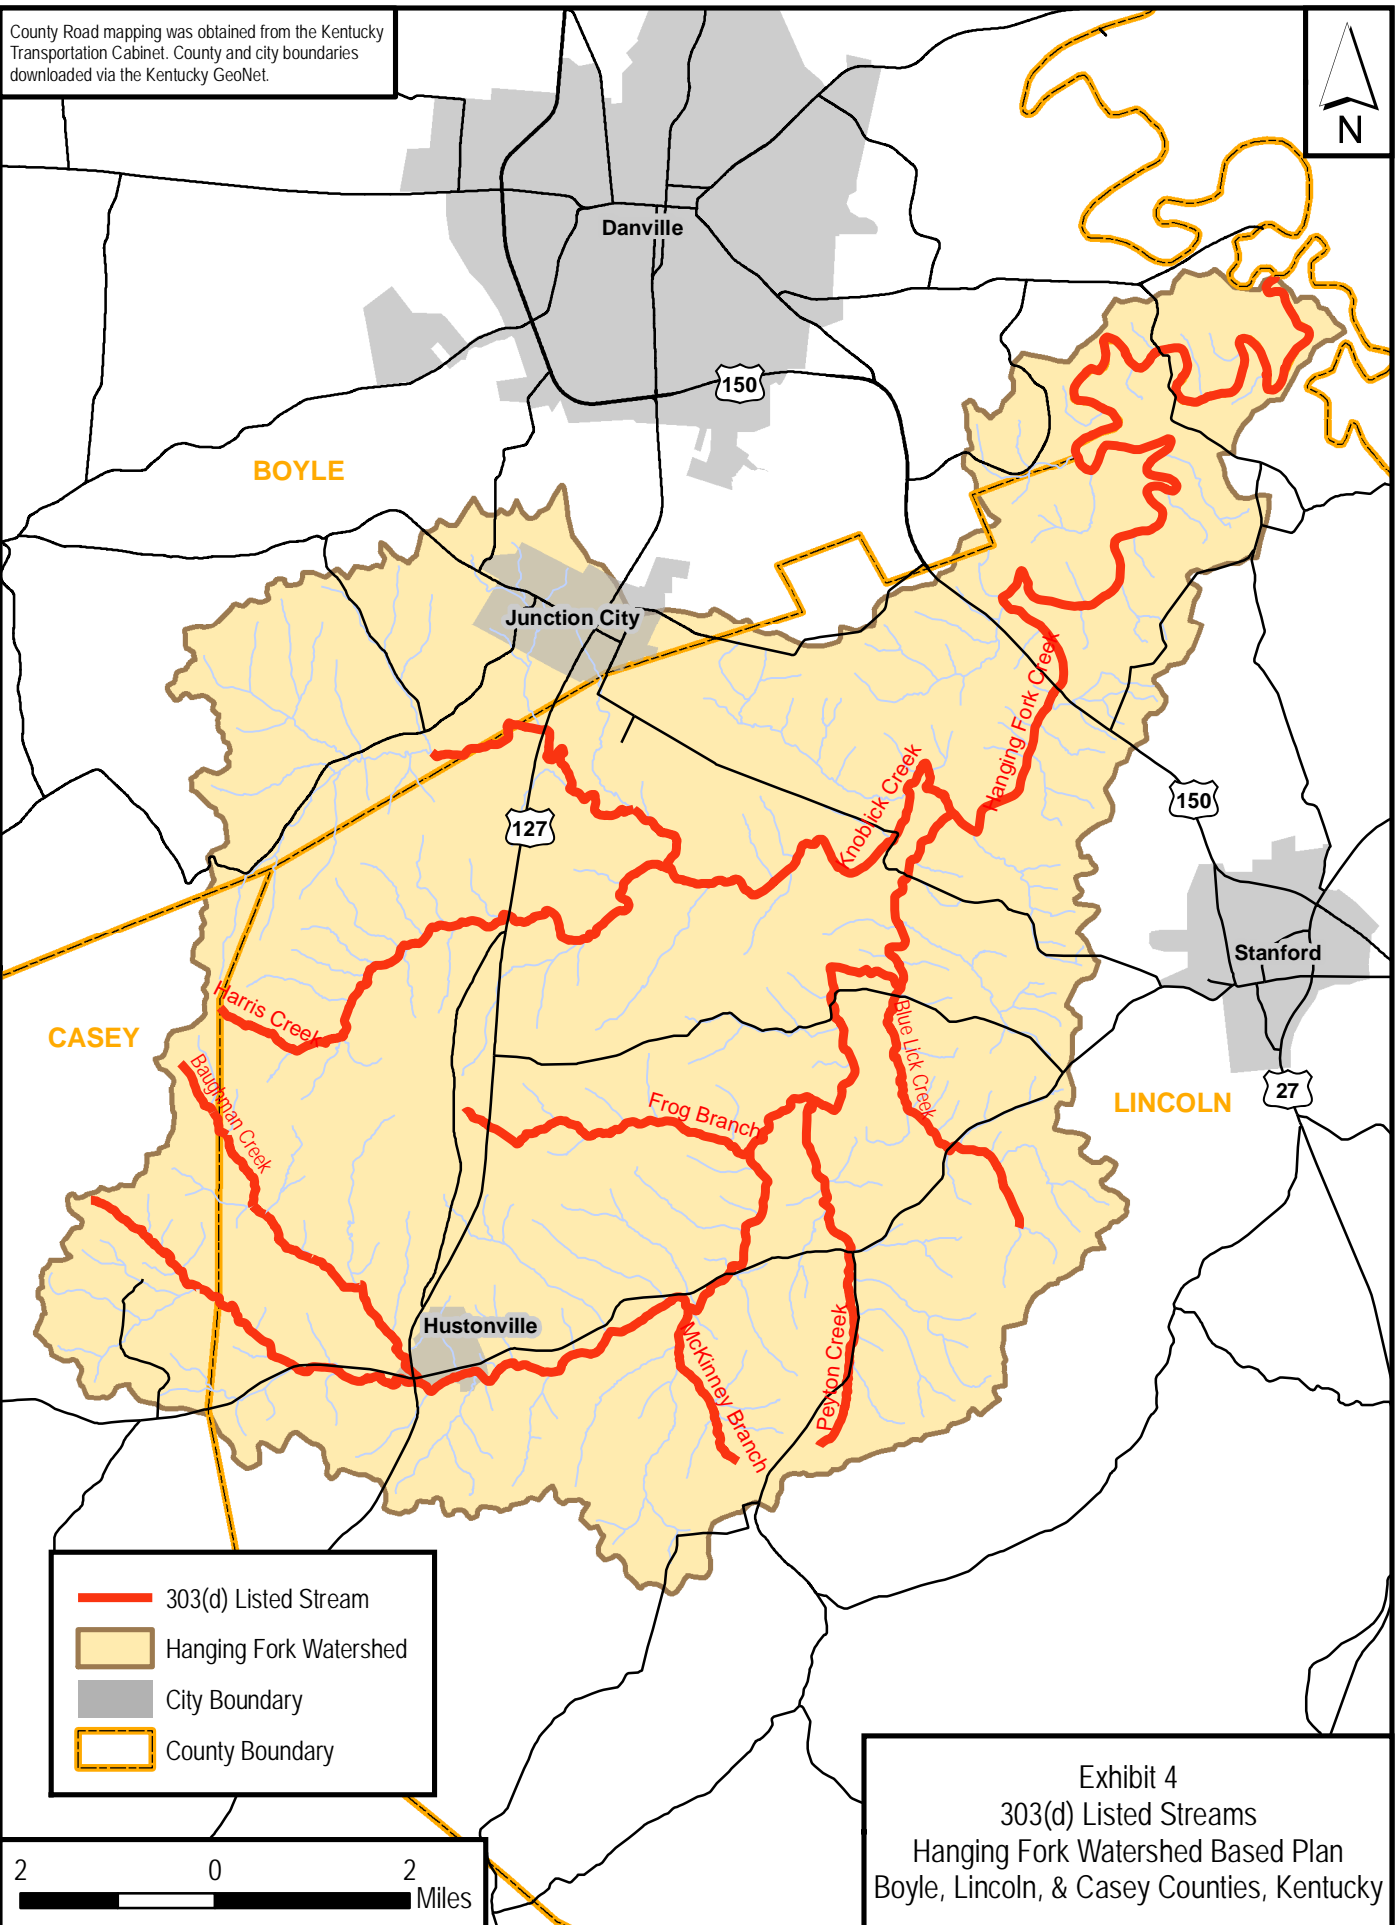 County Road mapping was obtained from the Kentucky
Transportation Cabinet. County and city boundaries
downloaded via the Kentucky GeoNet.
N
Danville
150
BOYLE
Junction City
Hanging Fork Creek
Knoblick Creek
127
150
Stanford
Harris Creek
CASEY
Blue Lick Creek
Baughman Creek
27
LINCOLN
Frog Branch
Hustonville
McKinney Branch
Peyton Creek
303(d) Listed Stream
Hanging Fork Watershed
City Boundary
County Boundary
2 0 2
Miles
Exhibit 4
303(d) Listed Streams
Hanging Fork Watershed Based Plan
Boyle, Lincoln, & Casey Counties, Kentucky